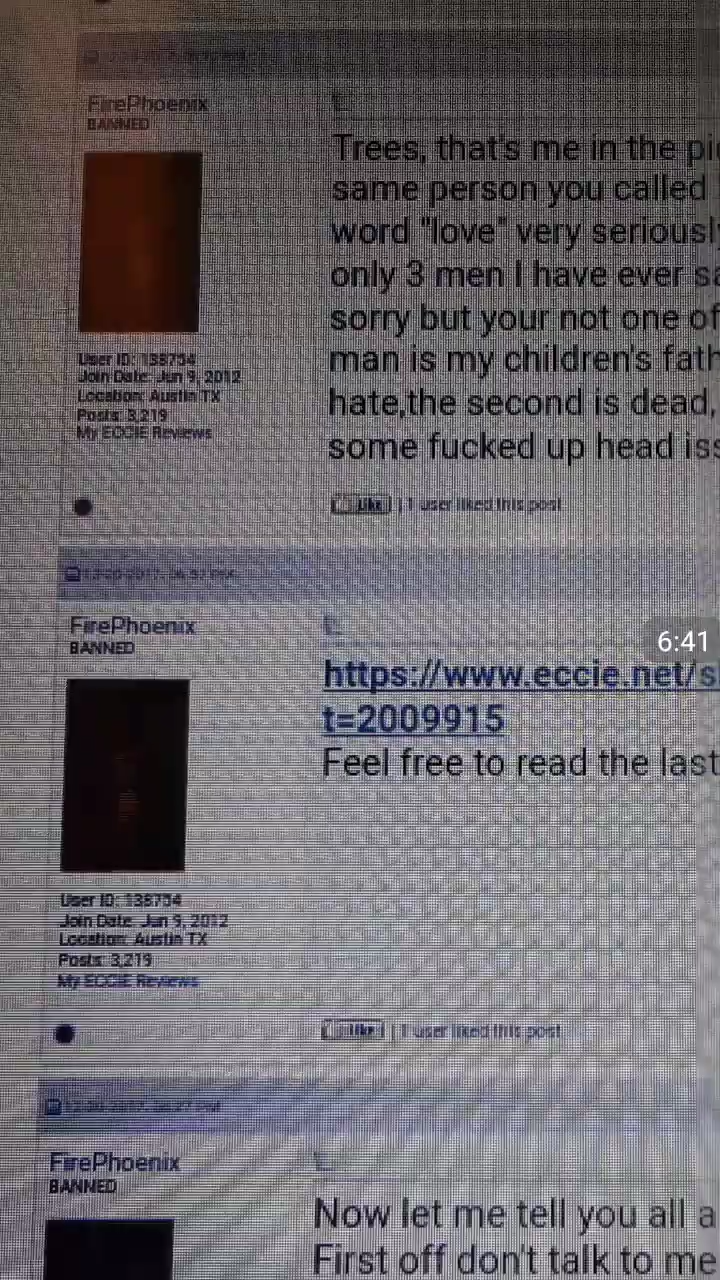 FirePhoenix
BANNED
Trees, that's me in the pi
same person you called
word "love" very seriousl
only 3 men I have ever sa
sorry but your not one of
man is my children's fath
hate,the second is dead,
some fucked up head iss
User ID: 138754
Join Date: Jun 9, 2012
Location: Austin TX
Posts: 3,219
My ECCIE Reviews
Like | 1 user liked this post
FirePhoenix
BANNED
6:41
https://www.eccie.net/s
t=2009915
Feel free to read the last
User ID: 138754
Join Date: Jun 9, 2012
Location: Austin TX
Posts: 3,219
My ECCIE Reviews
Like | 1 user liked this post
FirePhoenix
BANNED
Now let me tell you all a
First off don't talk to me